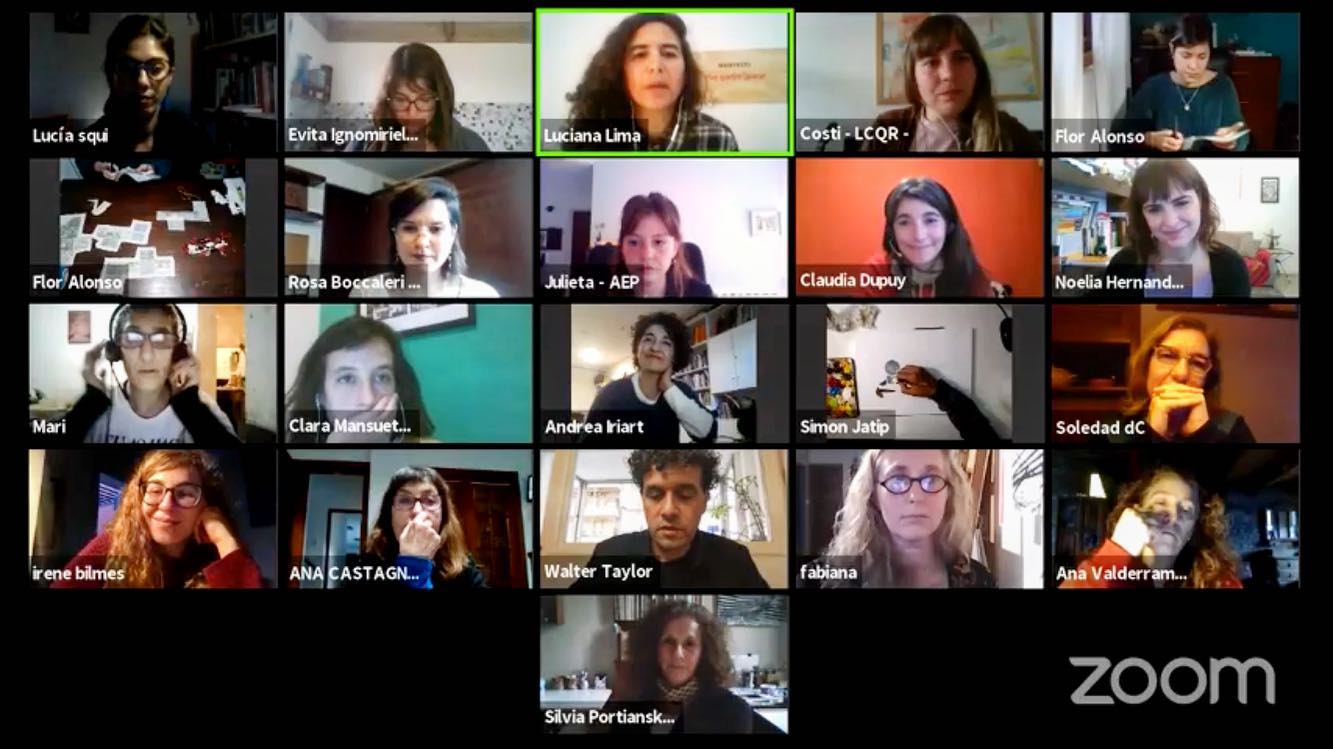 Lucía squi
Evita Ignomiriel...
Luciana Lima
Costi - LCQR -
Flor Alonso
Flor Alonso
Rosa Boccaleri ...
Julieta - AEP
Claudia Dupuy
Noelia Hernand...
Mari
Clara Mansuet...
Andrea Iriart
Simon Jatip
Soledad dC
irene bilmes
ANA CASTAGN...
Walter Taylor
fabiana
Ana Valderram...
Silvia Portiansk...
zoom